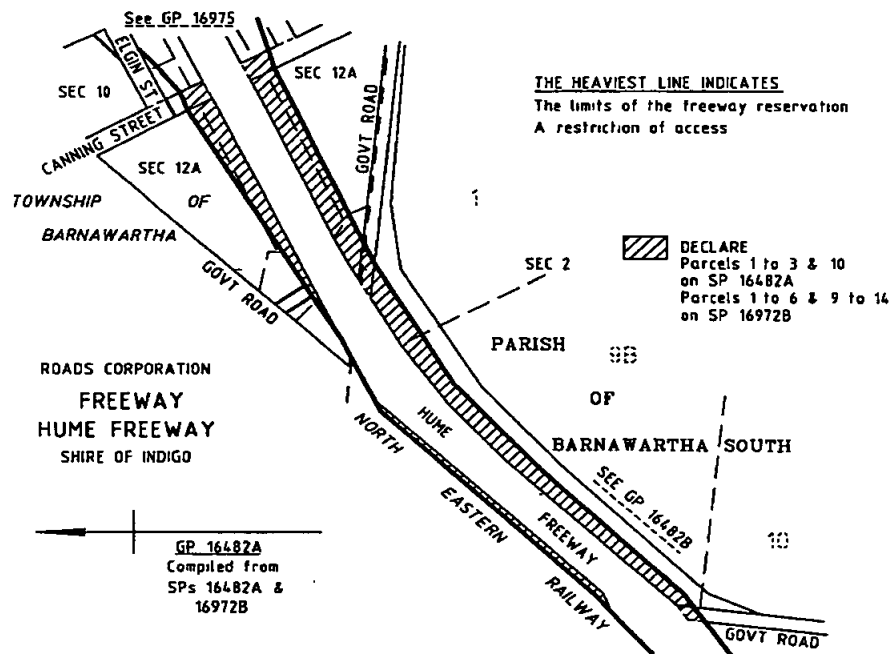 See GP 16975
ELGIN ST
SEC 10
SEC 12A
CANNING STREET
SEC 12A
GOVT ROAD
THE HEAVIEST LINE INDICATES
The limits of the freeway reservation
A restriction of access
TOWNSHIP OF
BARNAWARTHA
GOVT ROAD
1
DECLARE
Parcels 1 to 3 & 10
on SP 16482A
Parcels 1 to 6 & 9 to 14
on SP 16972B
SEC 2
PARISH
9B
OF
BARNAWARTHA SOUTH
ROADS CORPORATION
FREEWAY
HUME FREEWAY
SHIRE OF INDIGO
HUME
FREEWAY
NORTH
EASTERN
RAILWAY
SEE GP 16482B
10
GOVT ROAD
GP 16482A
Compiled from
SPs 16482A &
16972B